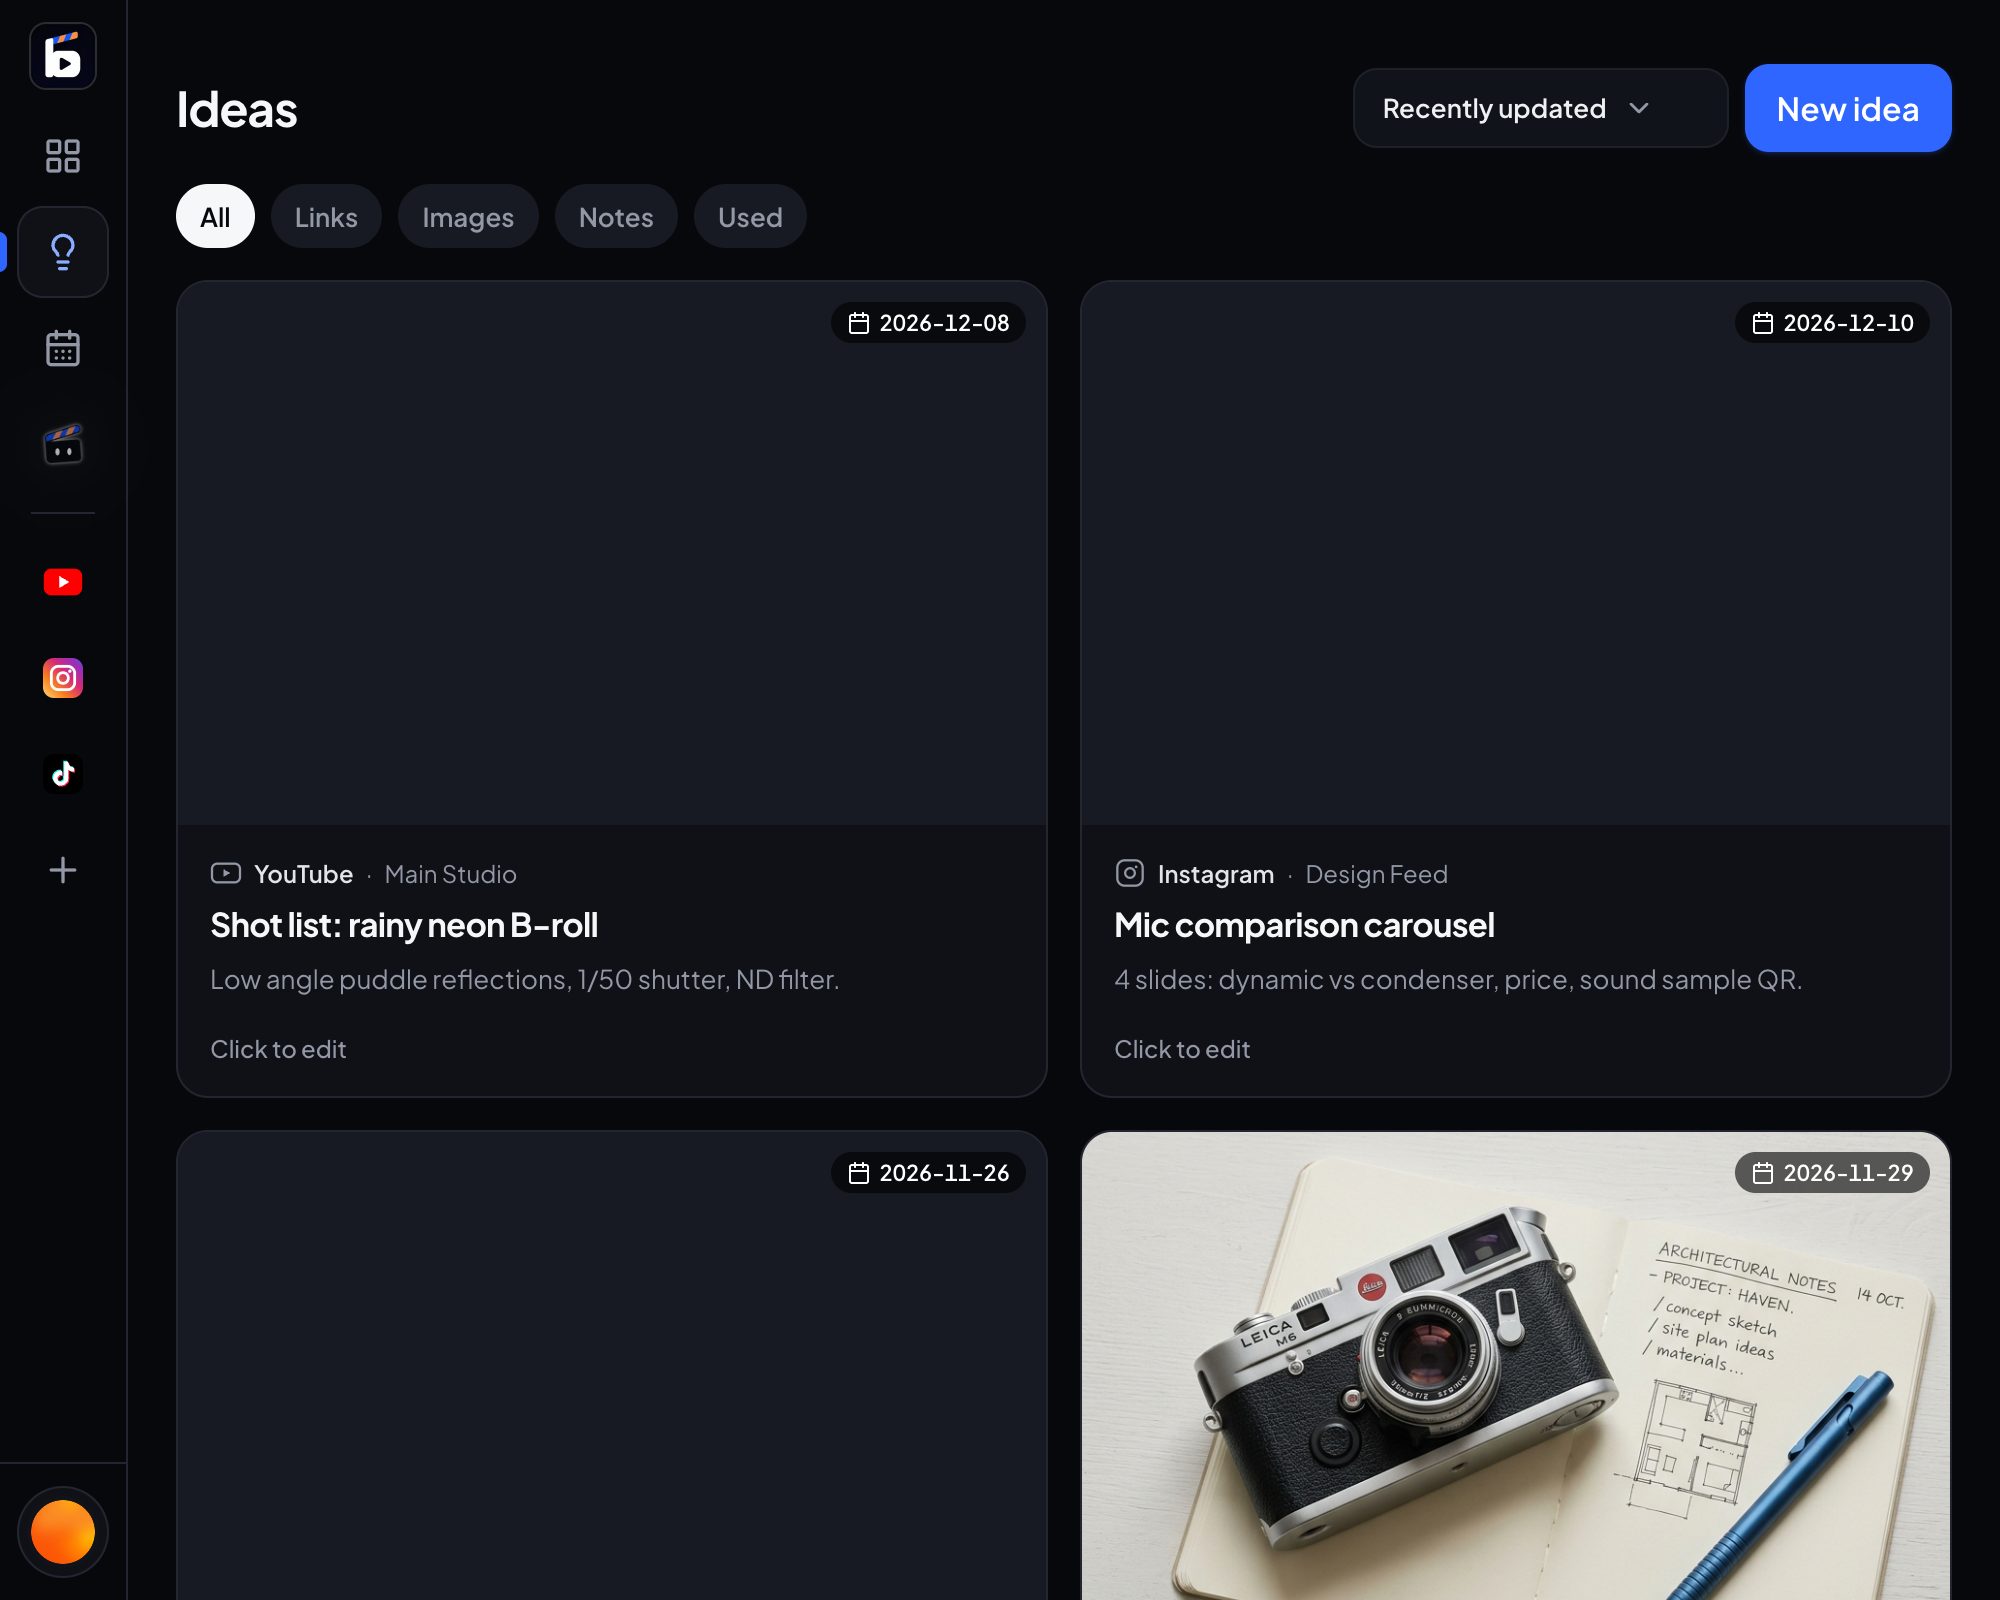 Ideas
Recently updated
New idea
All
Links
Images
Notes
Used
2026-12-08
2026-12-10
YouTube · Main Studio
Shot list: rainy neon B-roll
Low angle puddle reflections, 1/50 shutter, ND filter.
Click to edit
Instagram · Design Feed
Mic comparison carousel
4 slides: dynamic vs condenser, price, sound sample QR.
Click to edit
2026-11-26
2026-11-29
ARCHITECTURAL NOTES 14 OCT.
- PROJECT: HAVEN.
/ concept sketch
/ site plan ideas
/ materials...
LEICA
M6
Leica